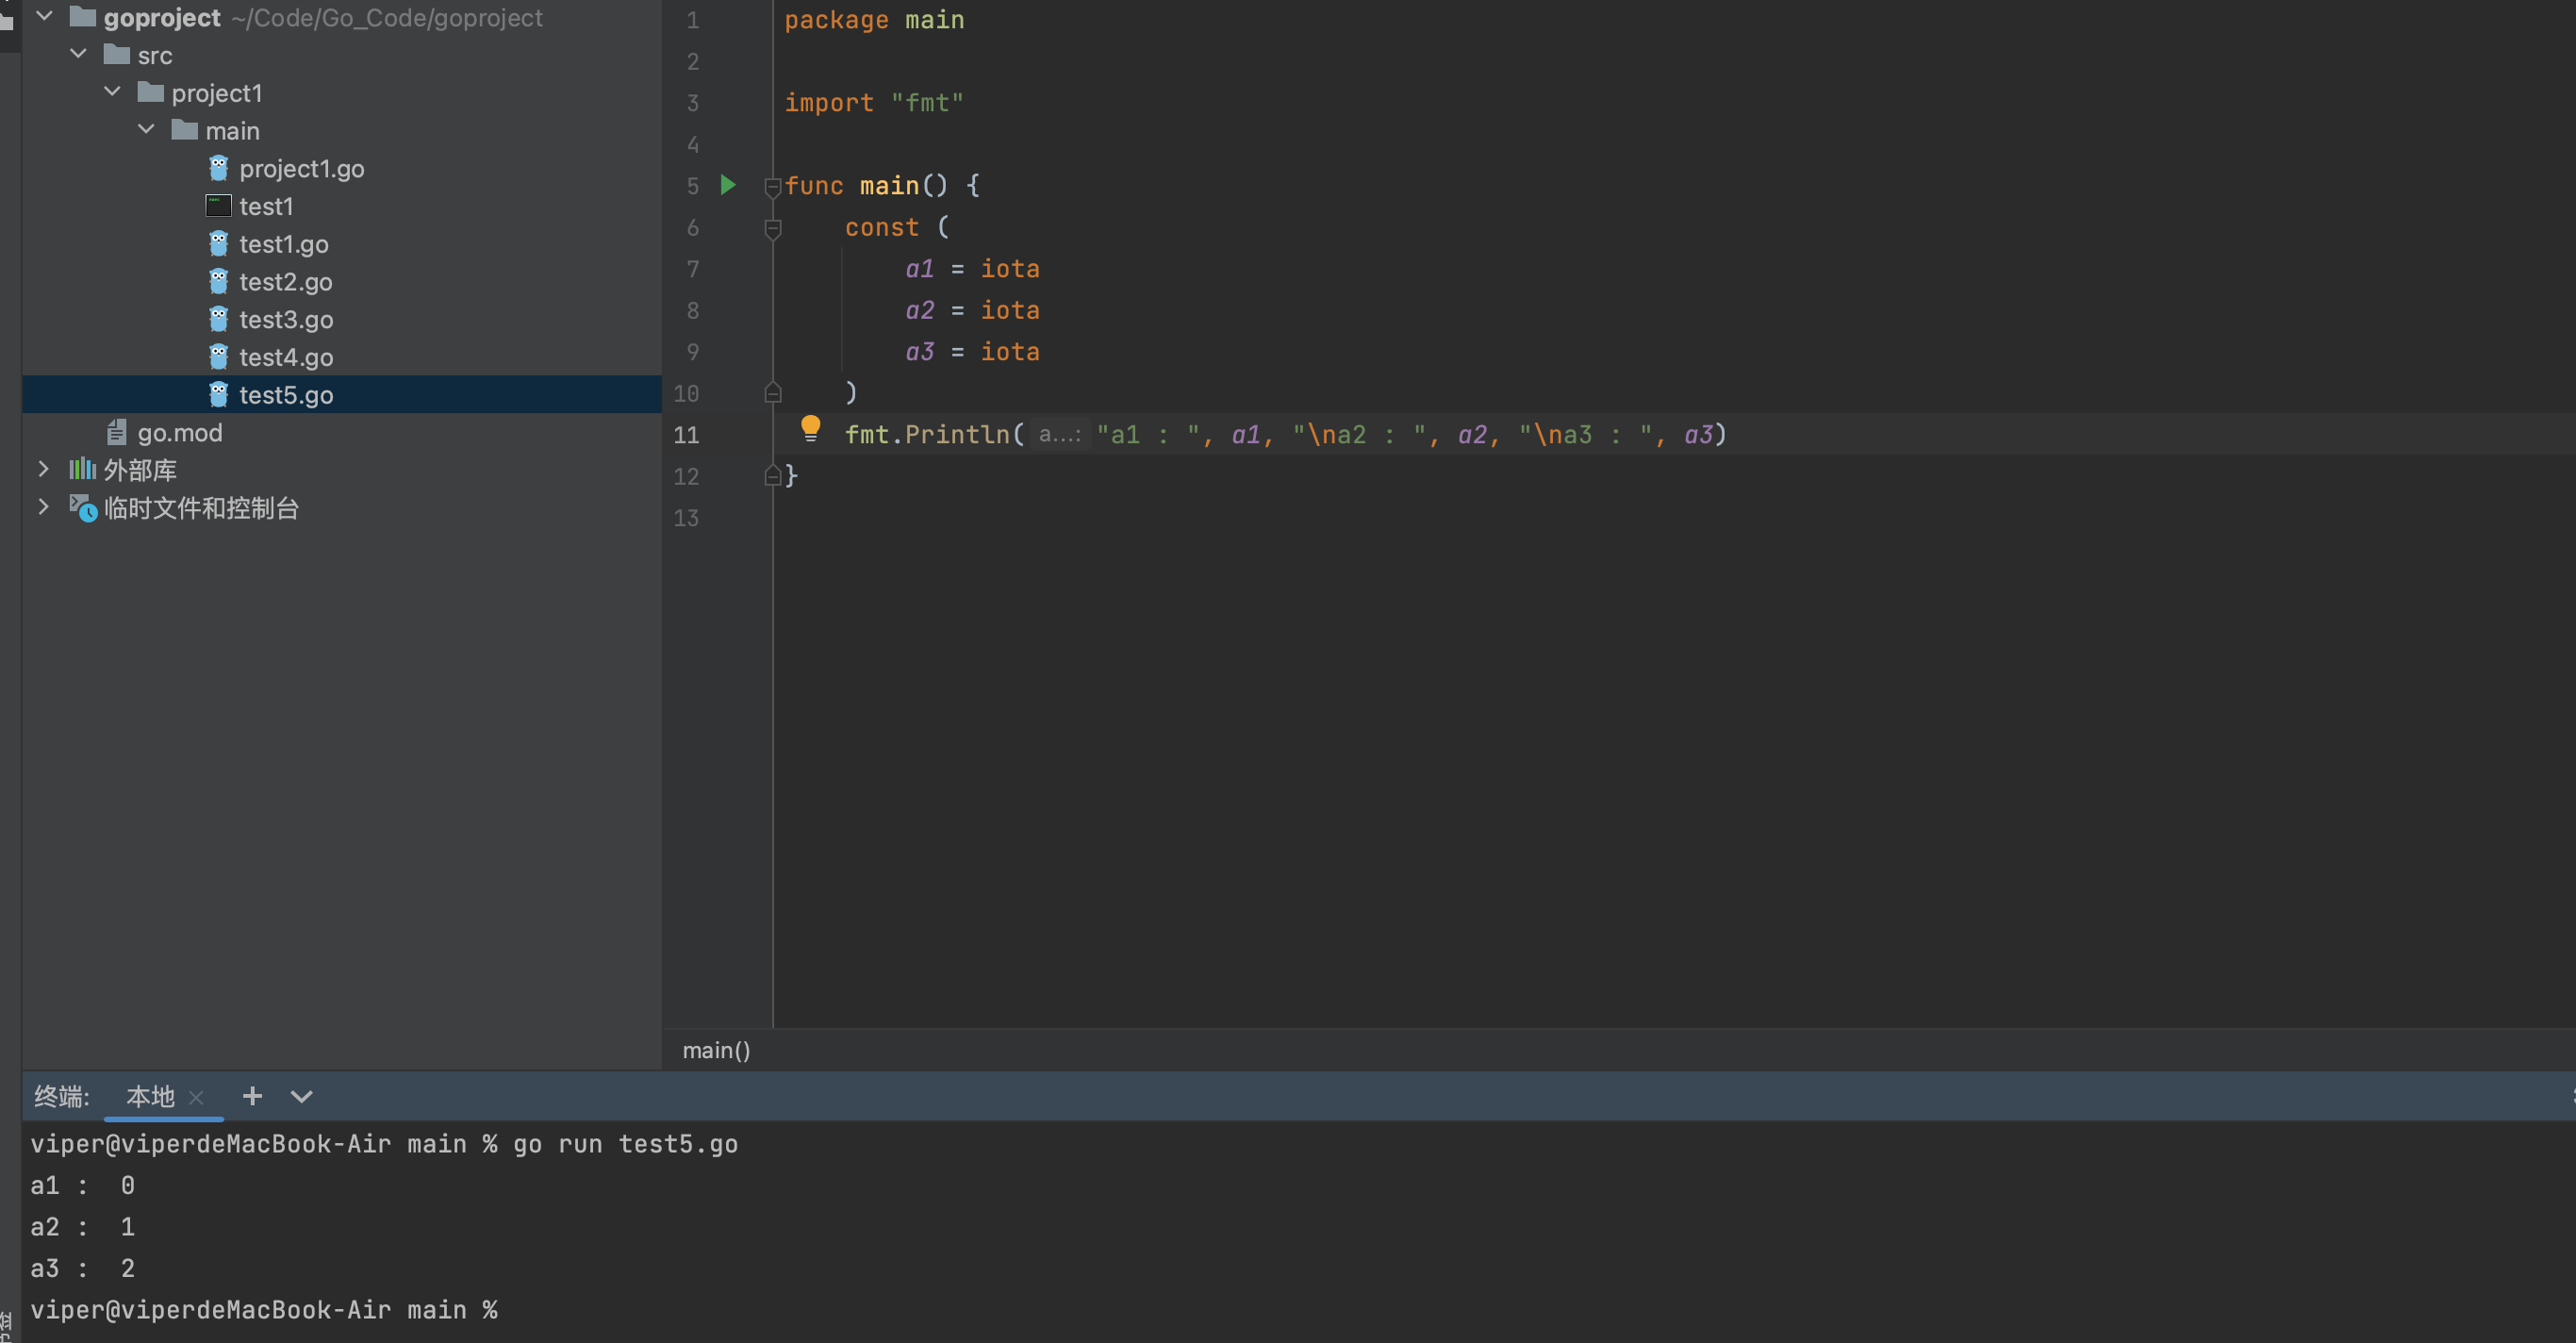 goproject ~/Code/Go_Code/goproject
src
project1
main
project1.go
test1
test1.go
test2.go
test3.go
test4.go
test5.go
go.mod
外部库
临时文件和控制台
1 package main
2
3 import "fmt"
4
5 func main() {
6 const (
7 a1 = iota
8 a2 = iota
9 a3 = iota
10 )
11 fmt.Println( a...: "a1 : ", a1, "\na2 : ", a2, "\na3 : ", a3)
12 }
13
main()
终端: 本地
viper@viperdeMacBook-Air main % go run test5.go
a1 :  0
a2 :  1
a3 :  2
viper@viperdeMacBook-Air main %